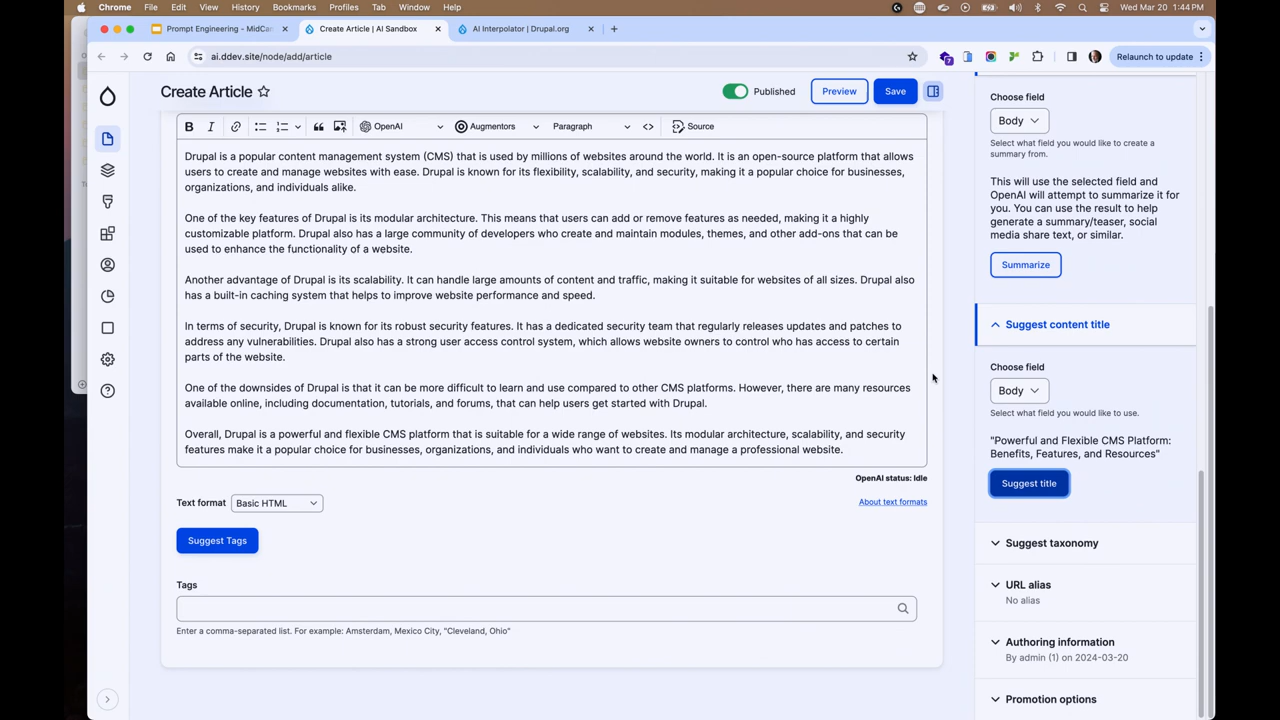 Chrome File Edit View History Bookmarks Profiles Tab Window Help
Wed Mar 20 1:44 PM
Prompt Engineering - MidCa
Create Article | AI Sandbox
AI Interpolator | Drupal.org
ai.ddev.site/node/add/article
Relaunch to update
Create Article
Published
Preview
Save
OpenAI
Augmentors
Paragraph
Source
Drupal is a popular content management system (CMS) that is used by millions of websites around the world. It is an open-source platform that allows
users to create and manage websites with ease. Drupal is known for its flexibility, scalability, and security, making it a popular choice for businesses,
organizations, and individuals alike.
One of the key features of Drupal is its modular architecture. This means that users can add or remove features as needed, making it a highly
customizable platform. Drupal also has a large community of developers who create and maintain modules, themes, and other add-ons that can be
used to enhance the functionality of a website.
Another advantage of Drupal is its scalability. It can handle large amounts of content and traffic, making it suitable for websites of all sizes. Drupal also
has a built-in caching system that helps to improve website performance and speed.
In terms of security, Drupal is known for its robust security features. It has a dedicated security team that regularly releases updates and patches to
address any vulnerabilities. Drupal also has a strong user access control system, which allows website owners to control who has access to certain
parts of the website.
One of the downsides of Drupal is that it can be more difficult to learn and use compared to other CMS platforms. However, there are many resources
available online, including documentation, tutorials, and forums, that can help users get started with Drupal.
Overall, Drupal is a powerful and flexible CMS platform that is suitable for a wide range of websites. Its modular architecture, scalability, and security
features make it a popular choice for businesses, organizations, and individuals who want to create and manage a professional website.
OpenAI status: Idle
Text format
Basic HTML
About text formats
Suggest Tags
Tags
Enter a comma-separated list. For example: Amsterdam, Mexico City, "Cleveland, Ohio"
Choose field
Body
Select what field you would like to create a
summary from.
This will use the selected field and
OpenAI will attempt to summarize it for
you. You can use the result to help
generate a summary/teaser, social
media share text, or similar.
Summarize
Suggest content title
Choose field
Body
Select what field you would like to use.
"Powerful and Flexible CMS Platform:
Benefits, Features, and Resources"
Suggest title
Suggest taxonomy
URL alias
No alias
Authoring information
By admin (1) on 2024-03-20
Promotion options